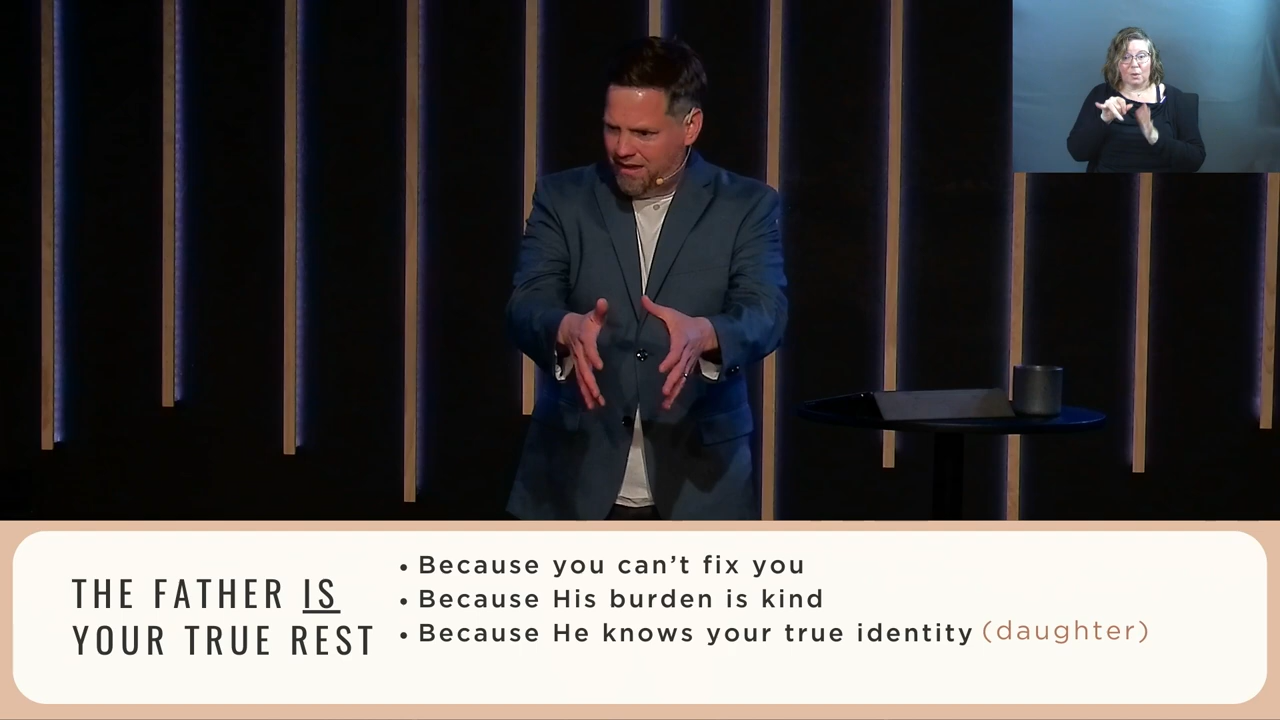 THE FATHER IS
YOUR TRUE REST
• Because you can’t fix you
• Because His burden is kind
• Because He knows your true identity (daughter)